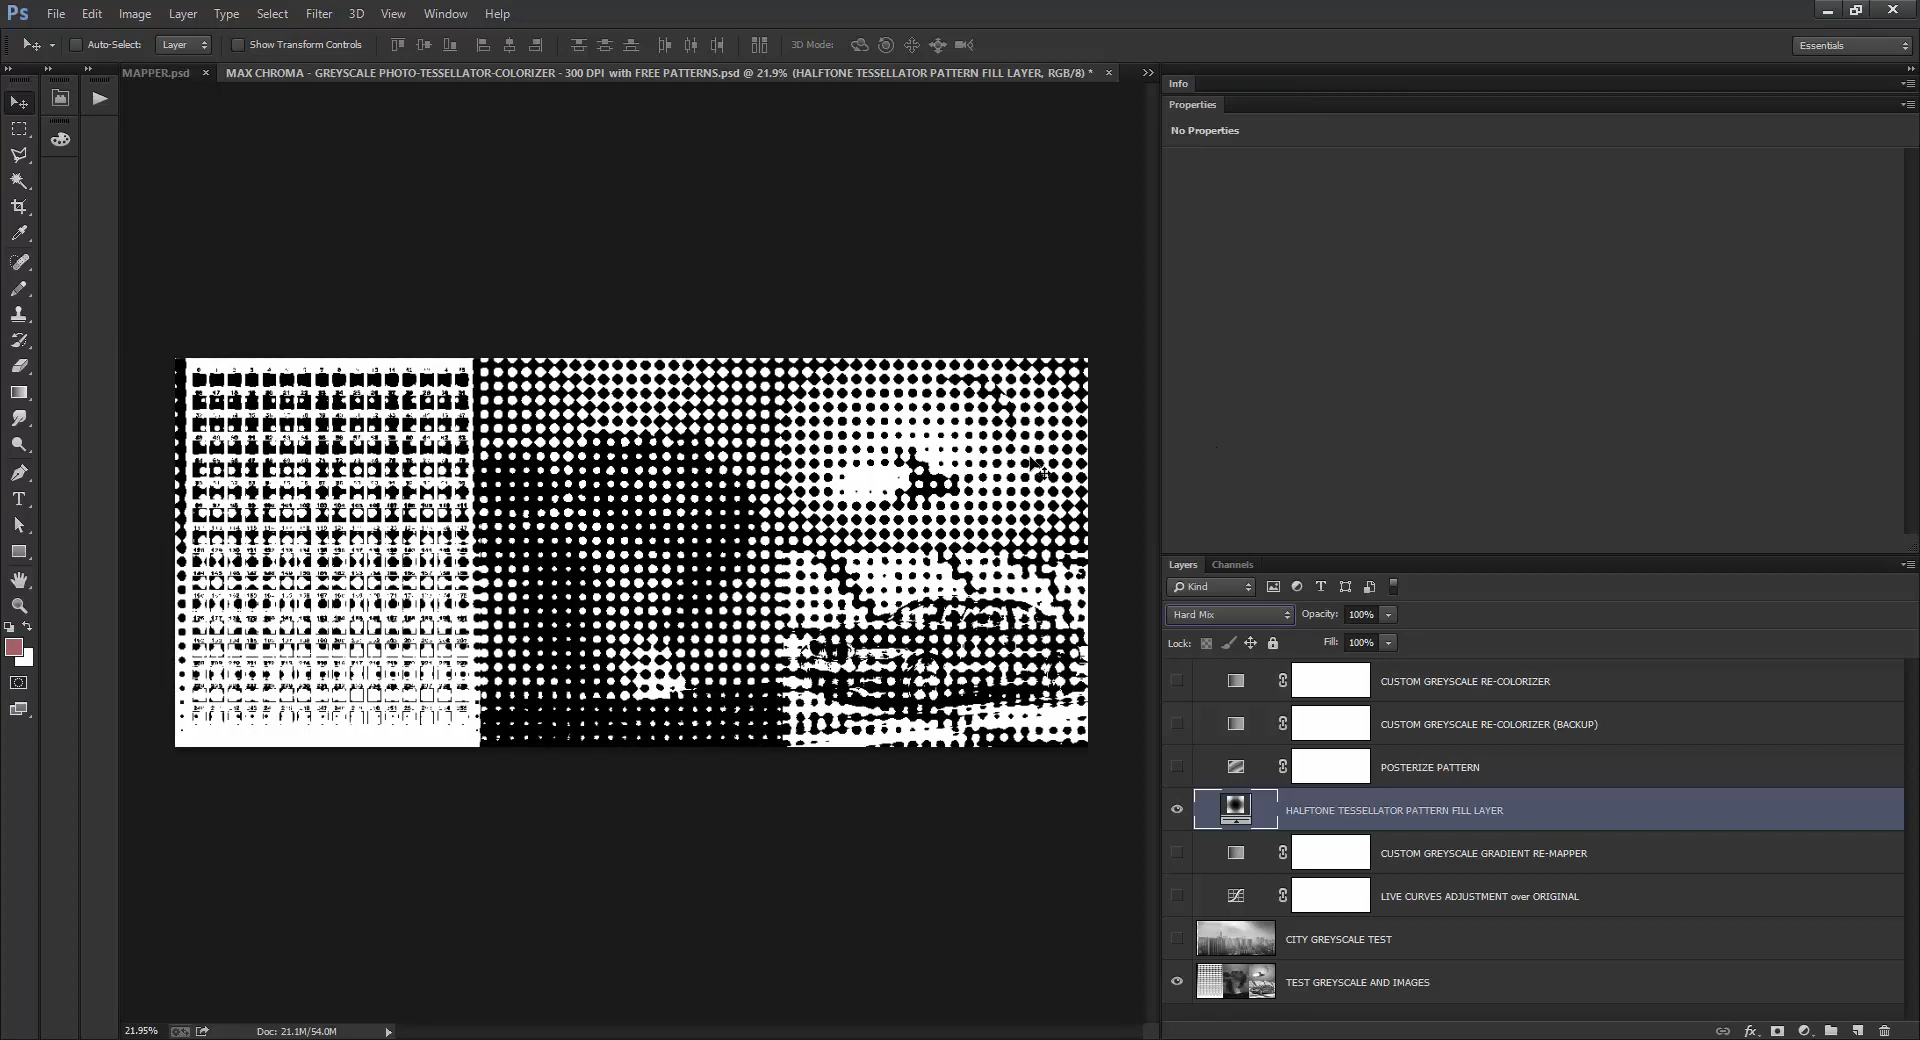 Ps File Edit Image Layer Type Select Filter 3D View Window Help
Auto-Select: Layer Show Transform Controls 3D Mode: Essentials
MAPPER.psd × MAX CHROMA - GREYSCALE PHOTO-TESSELLATOR-COLORIZER - 300 DPI with FREE PATTERNS.psd @ 21.9% (HALFTONE TESSELLATOR PATTERN FILL LAYER, RGB/8) * ×
Info
Properties
No Properties
Layers Channels
Kind
Hard Mix Opacity: 100%
Lock: Fill: 100%
CUSTOM GREYSCALE RE-COLORIZER
CUSTOM GREYSCALE RE-COLORIZER (BACKUP)
POSTERIZE PATTERN
HALFTONE TESSELLATOR PATTERN FILL LAYER
CUSTOM GREYSCALE GRADIENT RE-MAPPER
LIVE CURVES ADJUSTMENT over ORIGINAL
CITY GREYSCALE TEST
TEST GREYSCALE AND IMAGES
21.95% Doc: 21.1M/54.0M